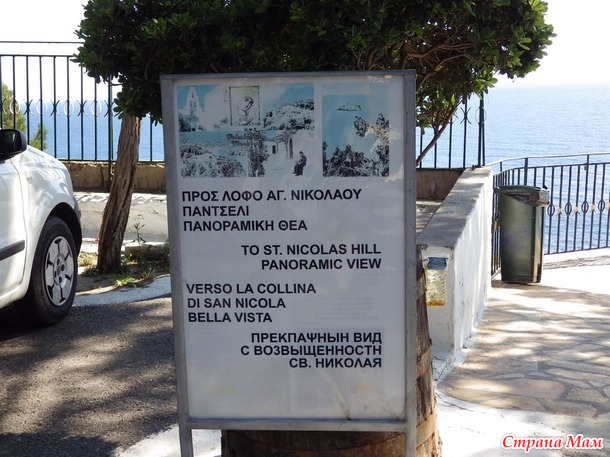 ΠΡΟΣ ΛΟΦΟ ΑΓ. ΝΙΚΟΛΑΟΥ
ΠΑΝΤΣΕΛΙ
ΠΑΝΟΡΑΜΙΚΗ ΘΕΑ
TO ST. NICOLAS HILL
PANORAMIC VIEW
VERSO LA COLLINA
DI SAN NICOLA
BELLA VISTA
ПРЕКПАЧНЫН ВИД
С ВОЗВЫЩЕННОСТН
СВ. НИКОЛАЯ
Страна Мам